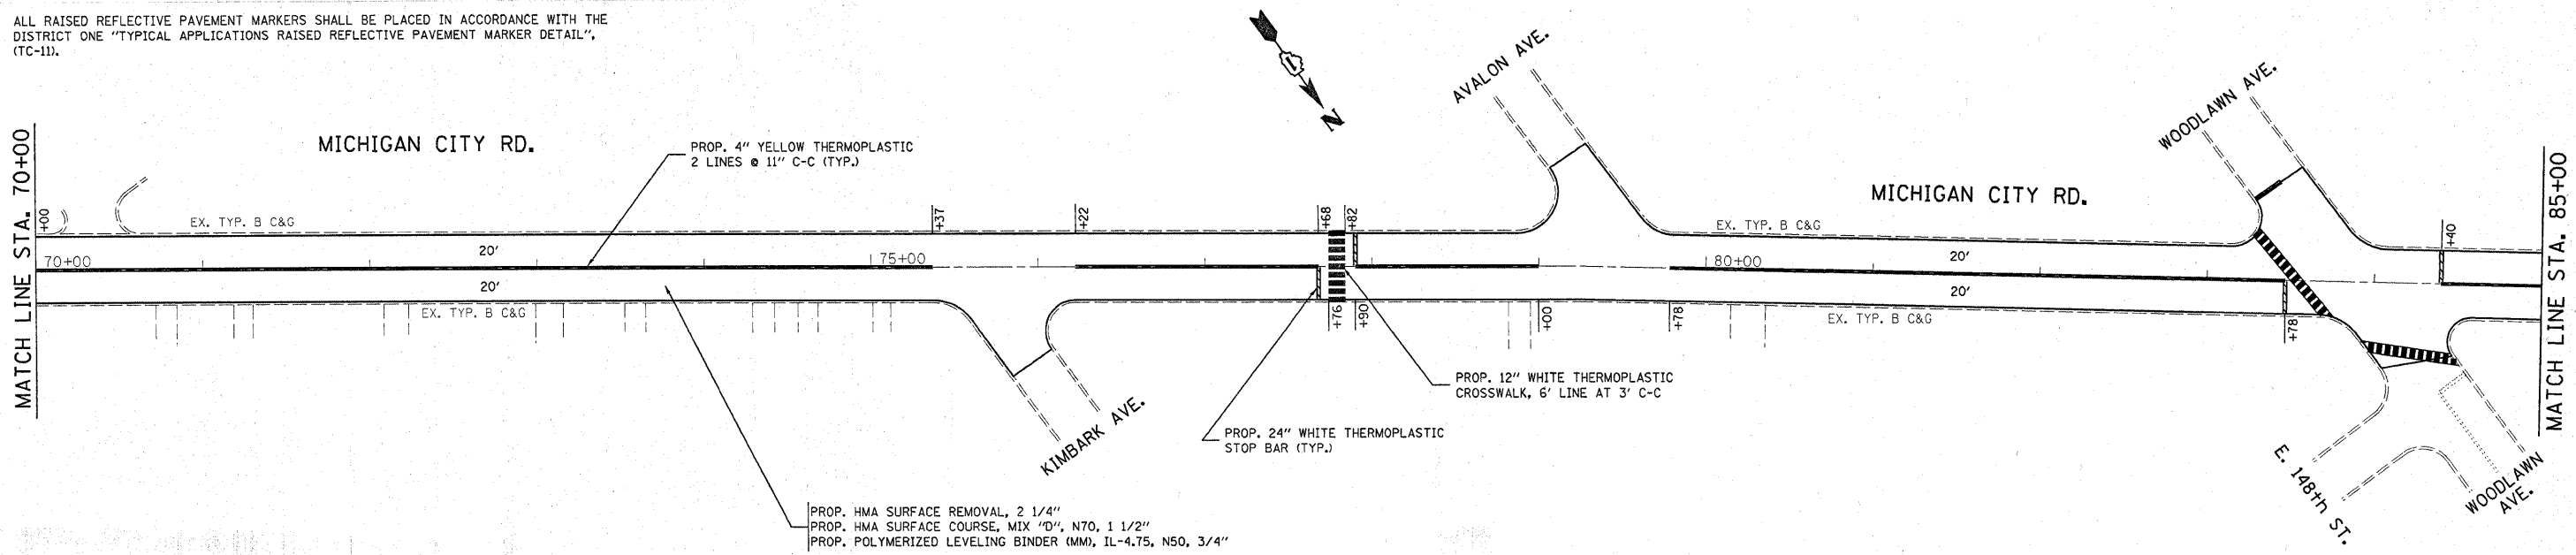 ALL RAISED REFLECTIVE PAVEMENT MARKERS SHALL BE PLACED IN ACCORDANCE WITH THE
DISTRICT ONE "TYPICAL APPLICATIONS RAISED REFLECTIVE PAVEMENT MARKER DETAIL",
(TC-11).
N
AVALON AVE.
WOODLAWN AVE.
MICHIGAN CITY RD.
PROP. 4" YELLOW THERMOPLASTIC
2 LINES @ 11" C-C (TYP.)
MICHIGAN CITY RD.
MATCH LINE STA. 70+00
MATCH LINE STA. 85+00
+00
EX. TYP. B C&G
+37
+22
+68
+82
EX. TYP. B C&G
+40
20'
20'
70+00
75+00
80+00
20'
20'
EX. TYP. B C&G
+76
+90
+00
+78
EX. TYP. B C&G
+78
PROP. 12" WHITE THERMOPLASTIC
CROSSWALK, 6' LINE AT 3' C-C
KIMBARK AVE.
PROP. 24" WHITE THERMOPLASTIC
STOP BAR (TYP.)
E. 148th ST.
WOODLAWN
AVE.
PROP. HMA SURFACE REMOVAL, 2 1/4"
PROP. HMA SURFACE COURSE, MIX "D", N70, 1 1/2"
PROP. POLYMERIZED LEVELING BINDER (MM), IL-4.75, N50, 3/4"